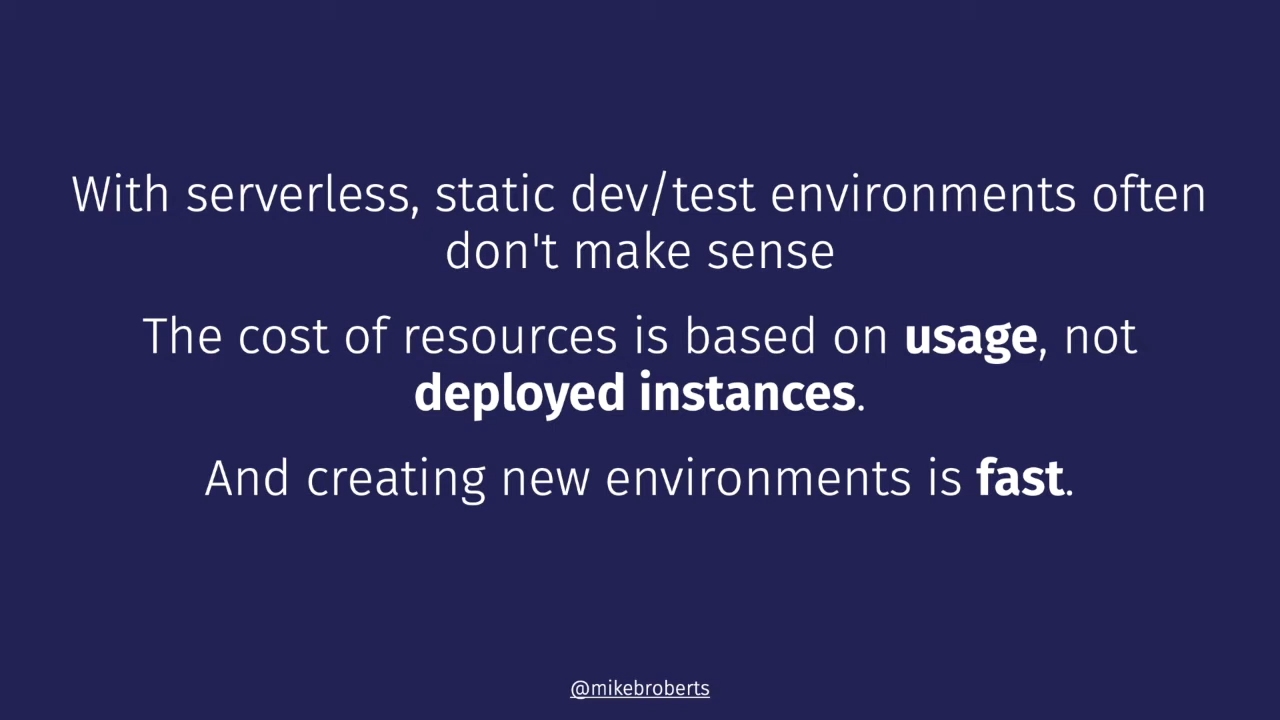 With serverless, static dev/test environments often
don't make sense
The cost of resources is based on usage, not
deployed instances.
And creating new environments is fast.
@mikebroberts